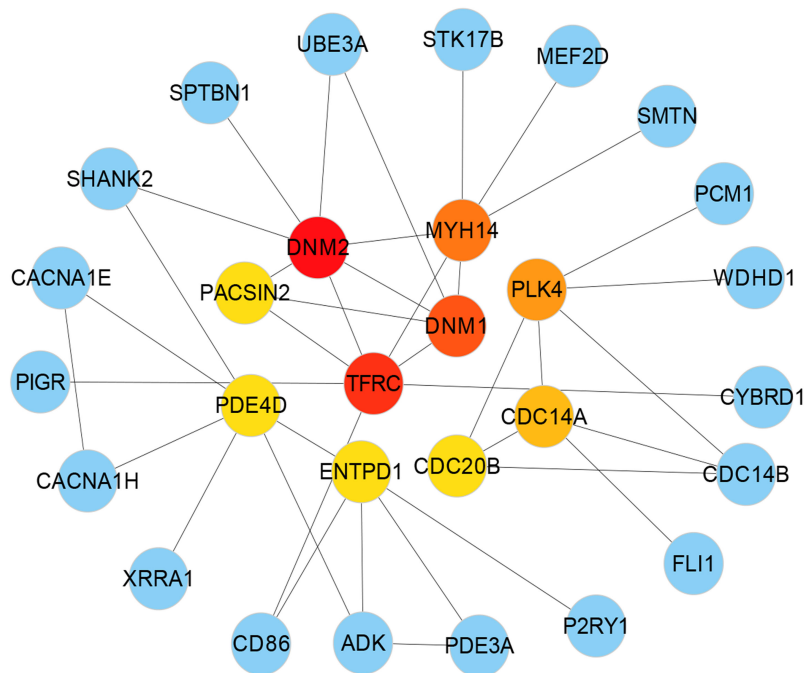 UBE3A
STK17B
MEF2D
SPTBN1
SMTN
SHANK2
PCM1
MYH14
DNM2
CACNA1E
WDHD1
PACSIN2
PLK4
DNM1
PIGR
TFRC
CYBRD1
PDE4D
CDC14A
ENTPD1
CDC20B
CDC14B
CACNA1H
FLI1
XRRA1
P2RY1
CD86
ADK
PDE3A